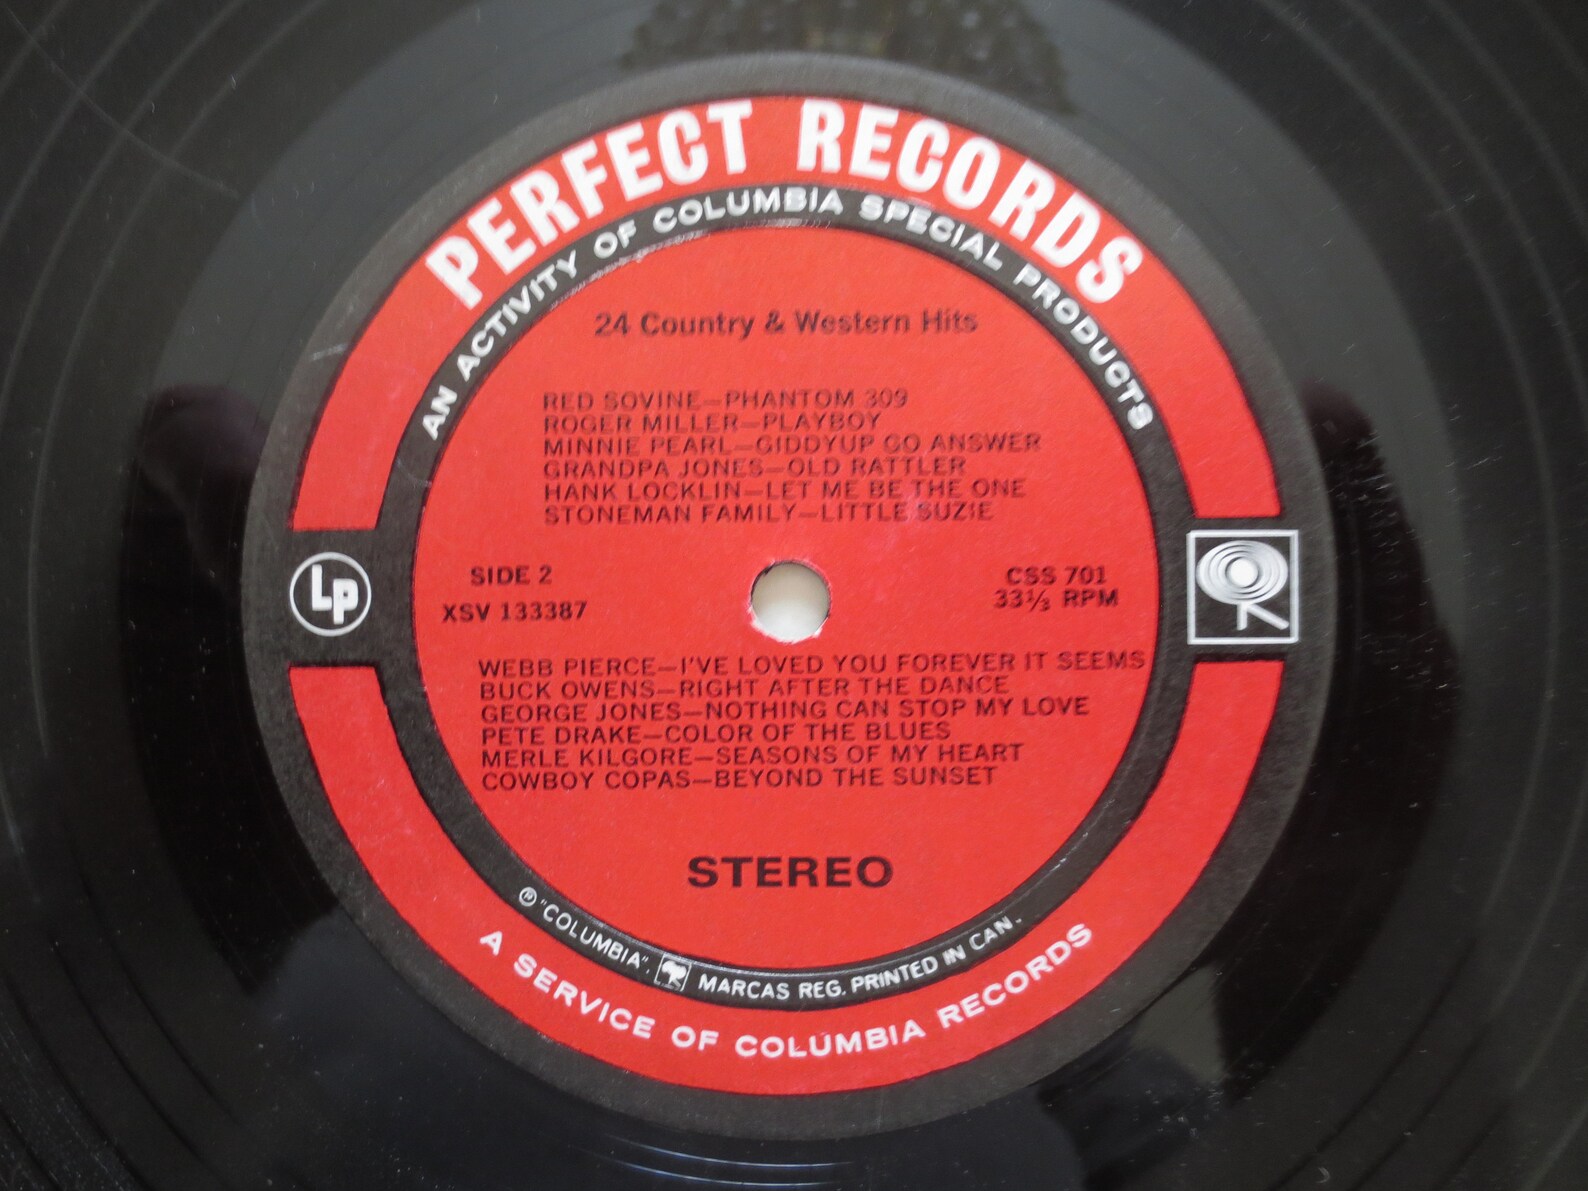 PERFECT RECORDS
AN ACTIVITY OF COLUMBIA SPECIAL PRODUCTS
24 Country & Western Hits
RED SOVINE—PHANTOM 309
ROGER MILLER—PLAYBOY
MINNIE PEARL—GIDDYUP GO ANSWER
GRANDPA JONES—OLD RATTLER
HANK LOCKLIN—LET ME BE THE ONE
STONEMAN FAMILY—LITTLE SUZIE
LP
SIDE 2
XSV 133387
CSS 701
33⅓ RPM
WEBB PIERCE—I'VE LOVED YOU FOREVER IT SEEMS
BUCK OWENS—RIGHT AFTER THE DANCE
GEORGE JONES—NOTHING CAN STOP MY LOVE
PETE DRAKE—COLOR OF THE BLUES
MERLE KILGORE—SEASONS OF MY HEART
COWBOY COPAS—BEYOND THE SUNSET
STEREO
℗ "COLUMBIA", MARCAS REG. PRINTED IN CAN.
A SERVICE OF COLUMBIA RECORDS